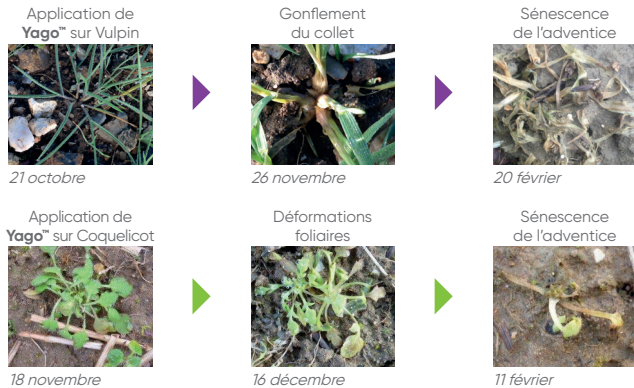 Application de
Yago™ sur Vulpin
Gonflement
du collet
Sénescence
de l'adventice
21 octobre
26 novembre
20 février
Application de
Yago™ sur Coquelicot
Déformations
foliaires
Sénescence
de l'adventice
18 novembre
16 décembre
11 février